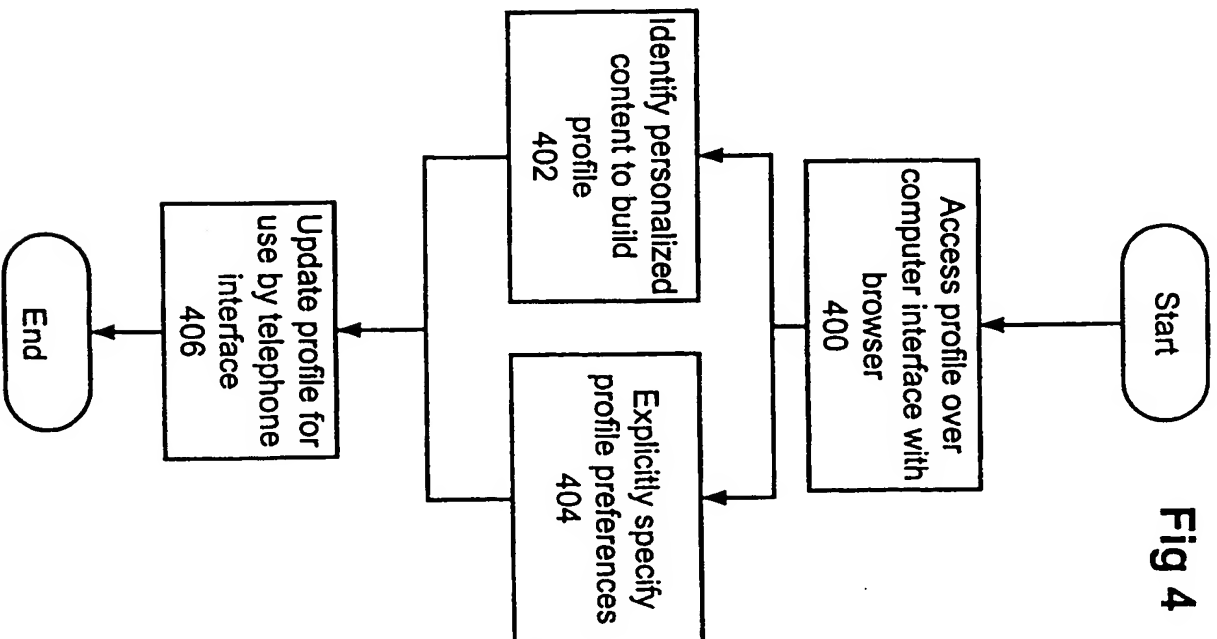 Fig 4
Start
Access profile over
computer interface with
browser
400
Identify personalized
content to build
profile
402
Explicitly specify
profile preferences
404
Update profile for
use by telephone
interface
406
End